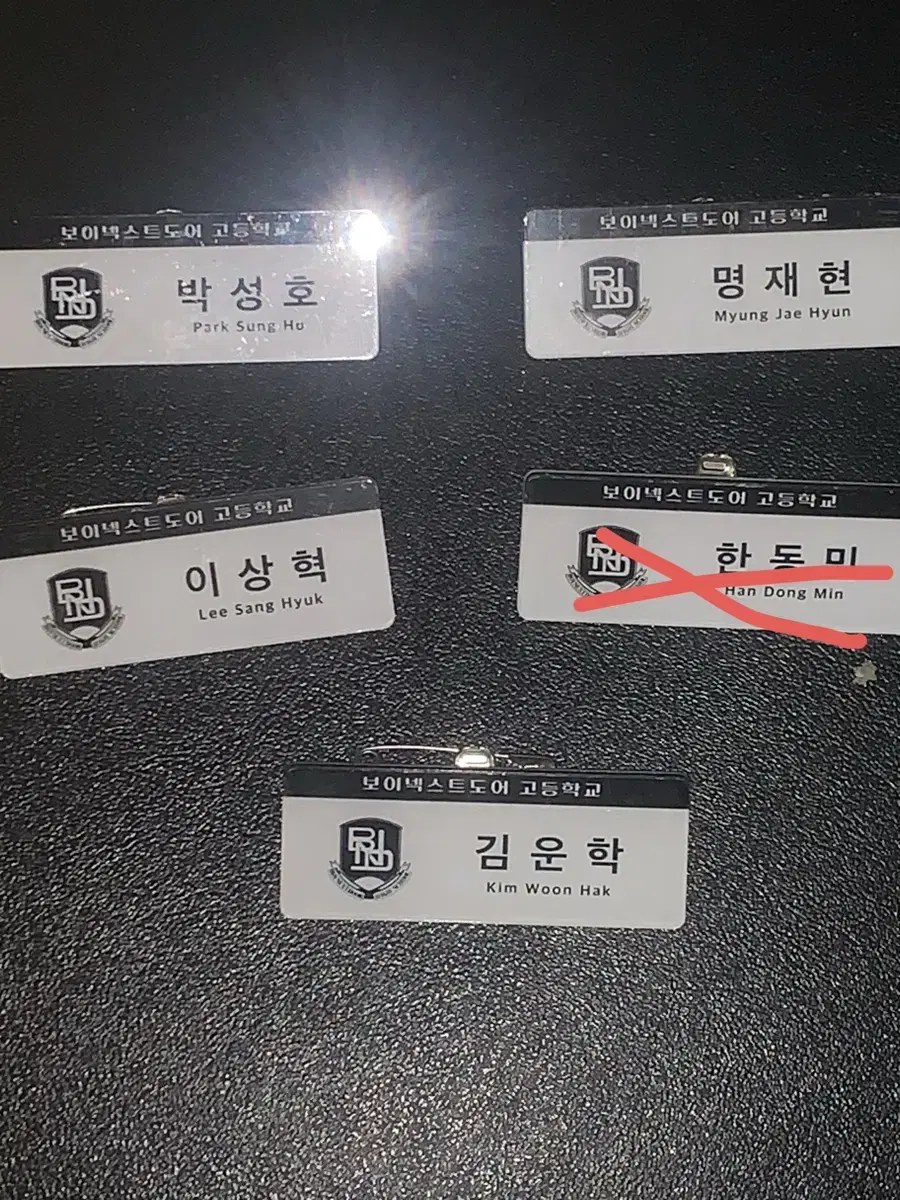 보이넥스트도어 고등학교
박성호
Park Sung Ho
보이넥스트도어 고등학교
명재현
Myung Jae Hyun
보이넥스트도어 고등학교
이상혁
Lee Sang Hyuk
보이넥스트도어 고등학교
한동민
Han Dong Min
보이넥스트도어 고등학교
김운학
Kim Woon Hak